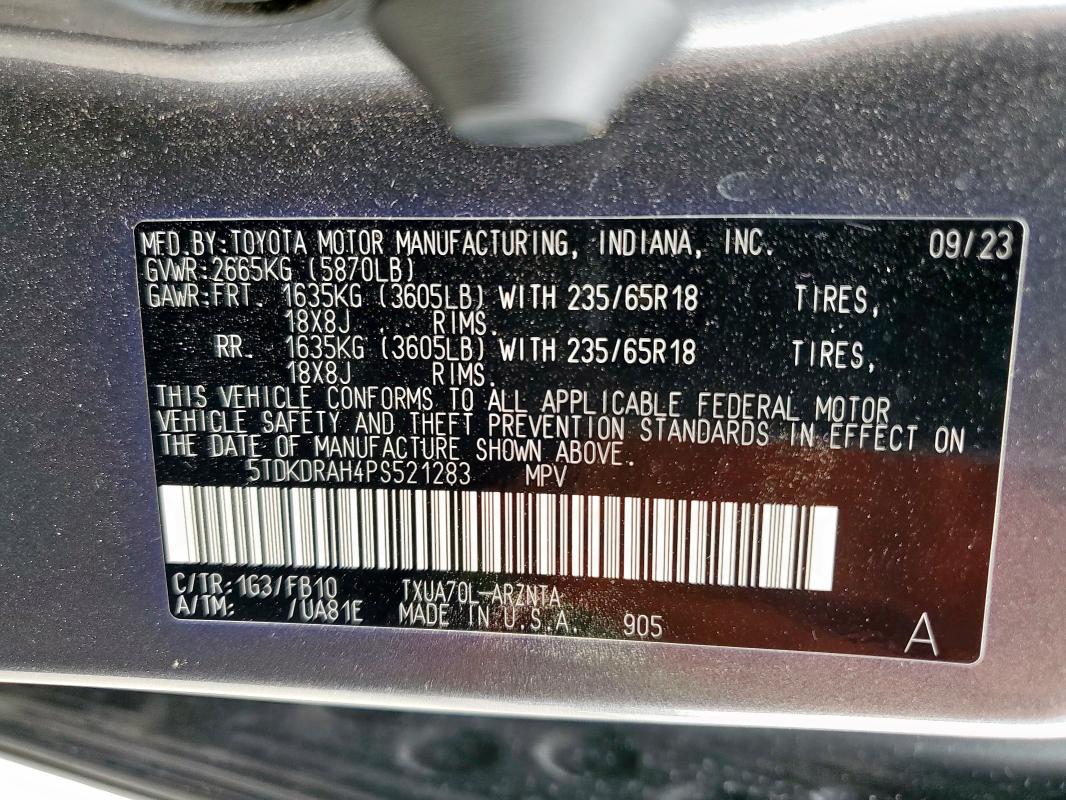 MFD.BY:TOYOTA MOTOR MANUFACTURING, INDIANA, INC. 09/23
GVWR:2665KG (5870LB)
GAWR:FRT. 1635KG (3605LB) WITH 235/65R18 TIRES,
18X8J RIMS.
RR. 1635KG (3605LB) WITH 235/65R18 TIRES,
18X8J RIMS.
THIS VEHICLE CONFORMS TO ALL APPLICABLE FEDERAL MOTOR
VEHICLE SAFETY AND THEFT PREVENTION STANDARDS IN EFFECT ON
THE DATE OF MANUFACTURE SHOWN ABOVE.
5TDKDRAH4PS521283 MPV
C/TR:1G3/FB10 TXUA70L-ARZNTA
A/TM: /UA81E MADE IN U.S.A. 905 A